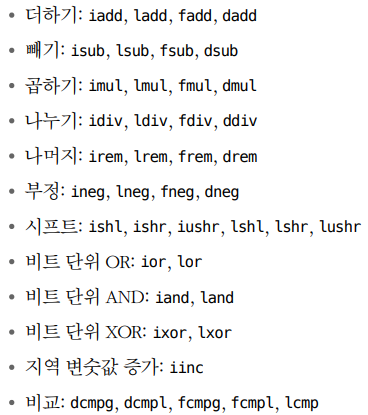 • 더하기: iadd, ladd, fadd, dadd
• 빼기: isub, lsub, fsub, dsub
• 곱하기: imul, lmul, fmul, dmul
• 나누기: idiv, ldiv, fdiv, ddiv
• 나머지: irem, lrem, frem, drem
• 부정: ineg, lneg, fneg, dneg
• 시프트: ishl, ishr, iushr, lshl, lshr, lushr
• 비트 단위 OR: ior, lor
• 비트 단위 AND: iand, land
• 비트 단위 XOR: ixor, lxor
• 지역 변숫값 증가: iinc
• 비교: dcmpg, dcmpl, fcmpg, fcmpl, lcmp